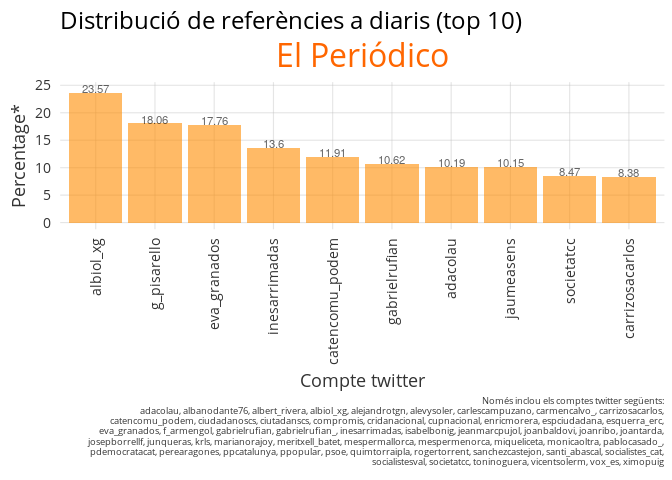 Distribució de referències a diaris (top 10)
El Periódico
Percentage*
25
20
15
10
5
0
23.57
18.06
17.76
13.6
11.91
10.62
10.19
10.15
8.47
8.38
albiol_xg
g_pisarello
eva_granados
inesarrimadas
catencomu_podem
gabrielrufian
adacolau
jaumeasens
societatcc
carrizosacarlos
Compte twitter
Només inclou els comptes twitter següents:
adacolau, albanodante76, albert_rivera, albiol_xg, alejandrotgn, alevysoler, carlescampuzano, carmencalvo_, carrizosacarlos,
catencomu_podem, ciudadanoscs, ciutadanscs, compromis, cridanacional, cupnacional, enricmorera, espciudadana, esquerra_erc,
eva_granados, f_armengol, gabrielrufian, gabrielrufian_, inesarrimadas, isabelbonig, jeanmarcpujol, joanbaldovi, joanribo, joantarda,
josepborrellf, junqueras, krls, marianorajoy, meritxell_batet, mespermallorca, mespermenorca, miqueliceta, monicaoltra, pablocasado_,
pdemocratacat, perearagones, ppcatalunya, ppopular, psoe, quimtorraipla, rogertorrent, sanchezcastejon, santi_abascal, socialistes_cat,
socialistesval, societatcc, toninoguera, vicentsolerm, vox_es, ximopuig